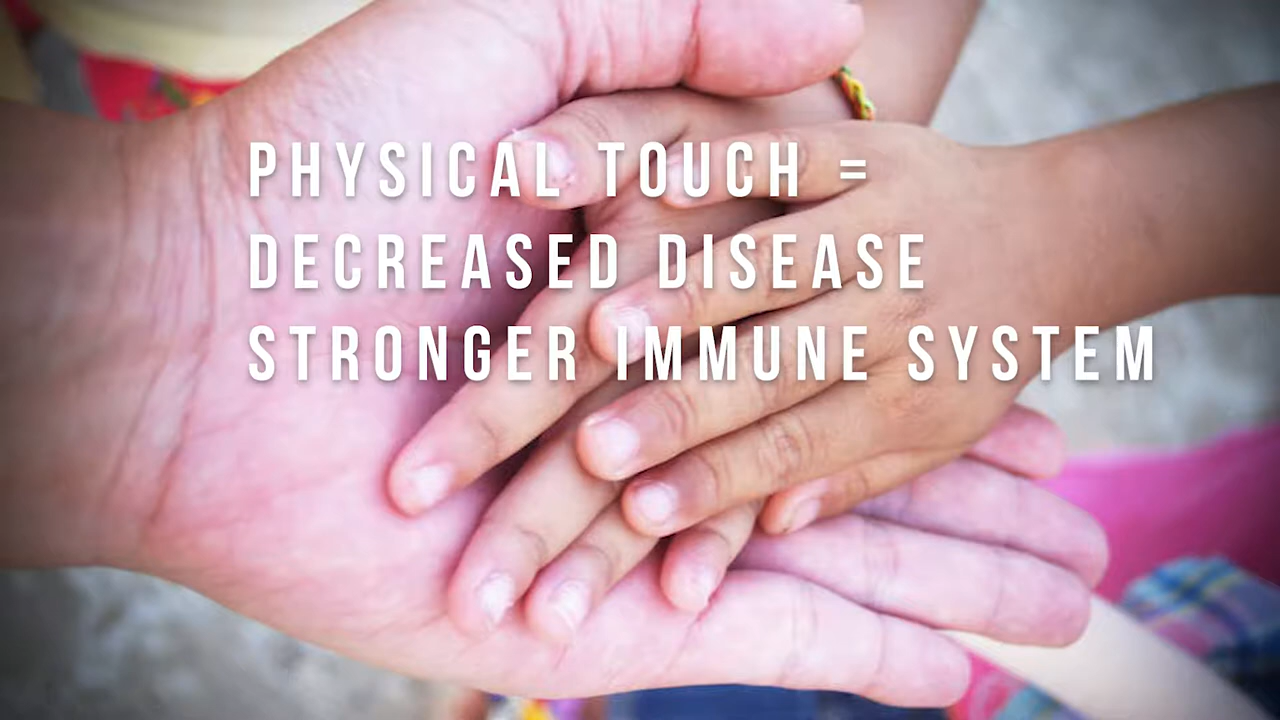 PHYSICAL TOUCH =
DECREASED DISEASE
STRONGER IMMUNE SYSTEM